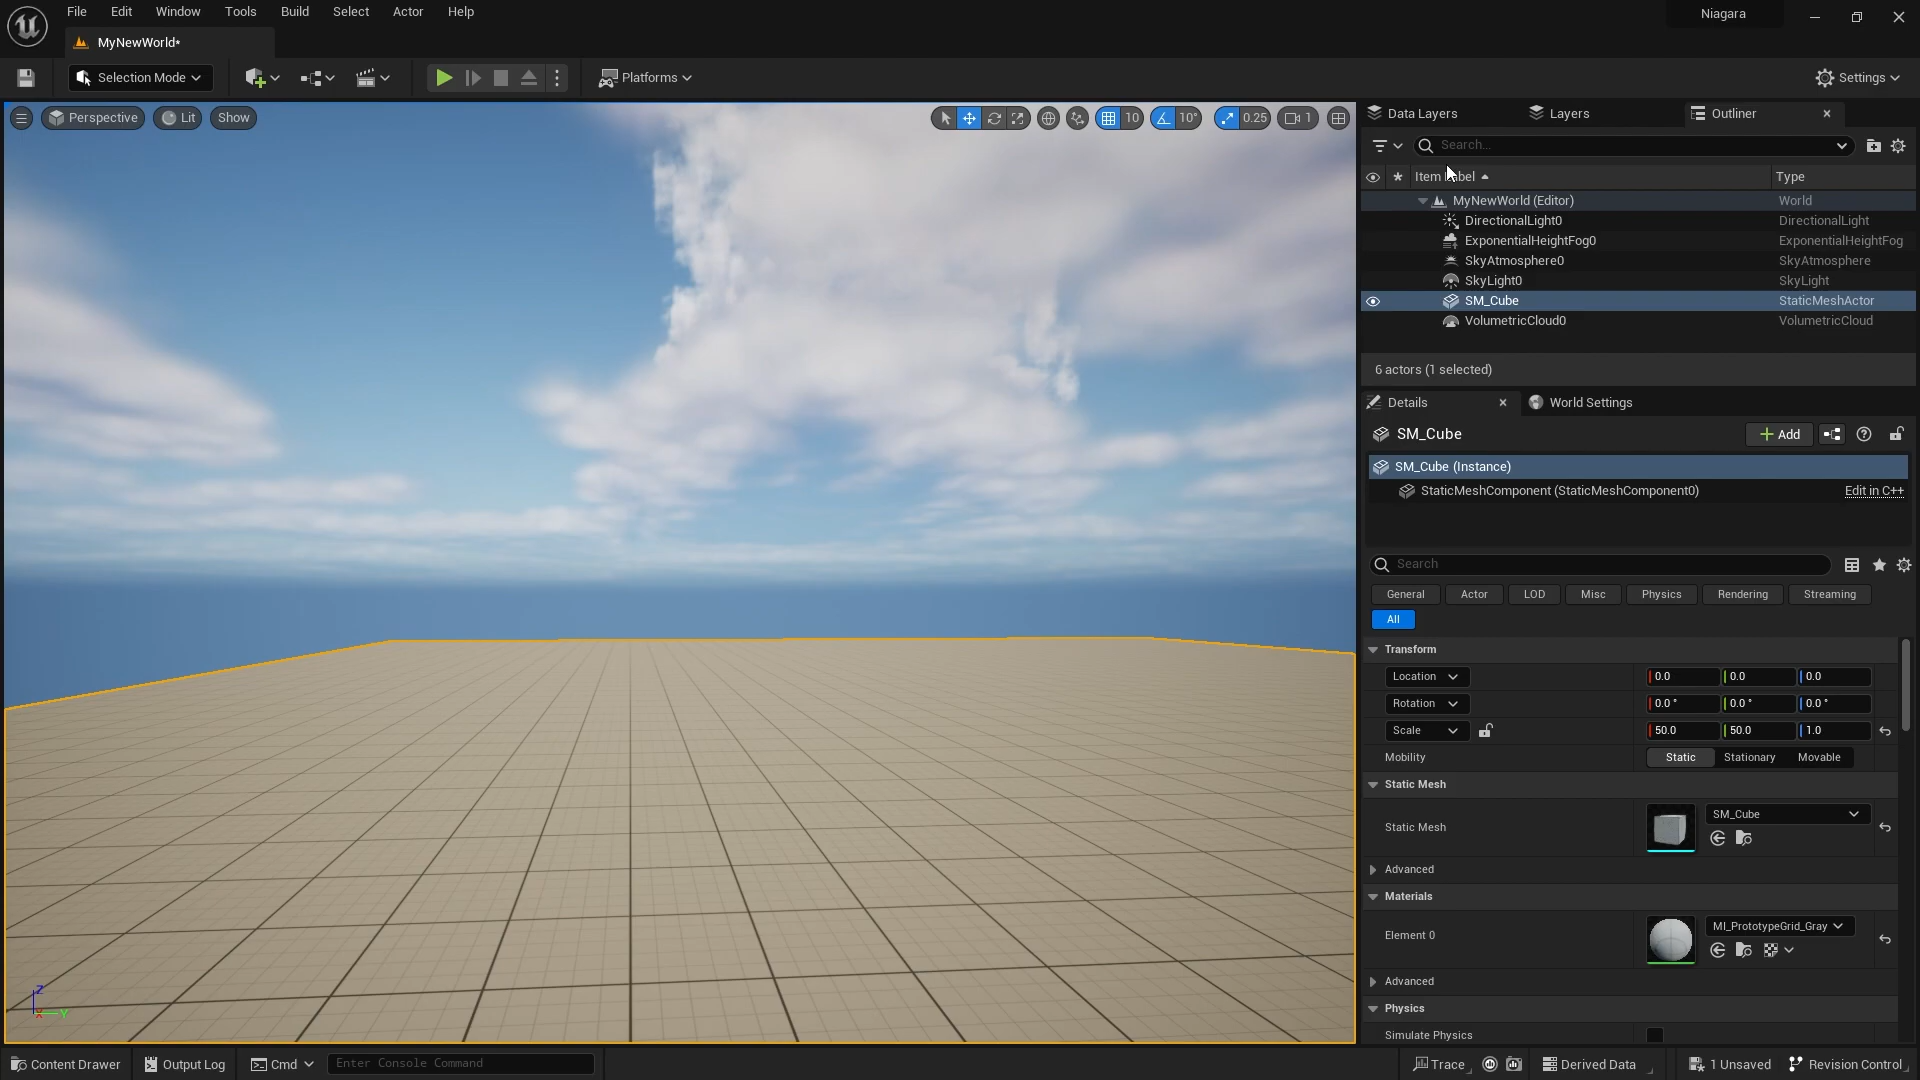 File Edit Window Tools Build Select Actor Help
Niagara
MyNewWorld*
Selection Mode
Platforms
Settings
Perspective Lit Show
10 10° 0.25 1
Data Layers Layers Outliner
Search...
Item Label Type
MyNewWorld (Editor) World
DirectionalLight0 DirectionalLight
ExponentialHeightFog0 ExponentialHeightFog
SkyAtmosphere0 SkyAtmosphere
SkyLight0 SkyLight
SM_Cube StaticMeshActor
VolumetricCloud0 VolumetricCloud
6 actors (1 selected)
Details World Settings
SM_Cube
Add
SM_Cube (Instance)
StaticMeshComponent (StaticMeshComponent0) Edit in C++
Search
General Actor LOD Misc Physics Rendering Streaming
All
Transform
Location 0.0 0.0 0.0
Rotation 0.0 ° 0.0 ° 0.0 °
Scale 50.0 50.0 1.0
Mobility Static Stationary Movable
Static Mesh
SM_Cube
Static Mesh
Advanced
Materials
MI_PrototypeGrid_Gray
Element 0
Advanced
Physics
Simulate Physics
Z
X Y
Content Drawer Output Log Cmd Enter Console Command Trace Derived Data 1 Unsaved Revision Control